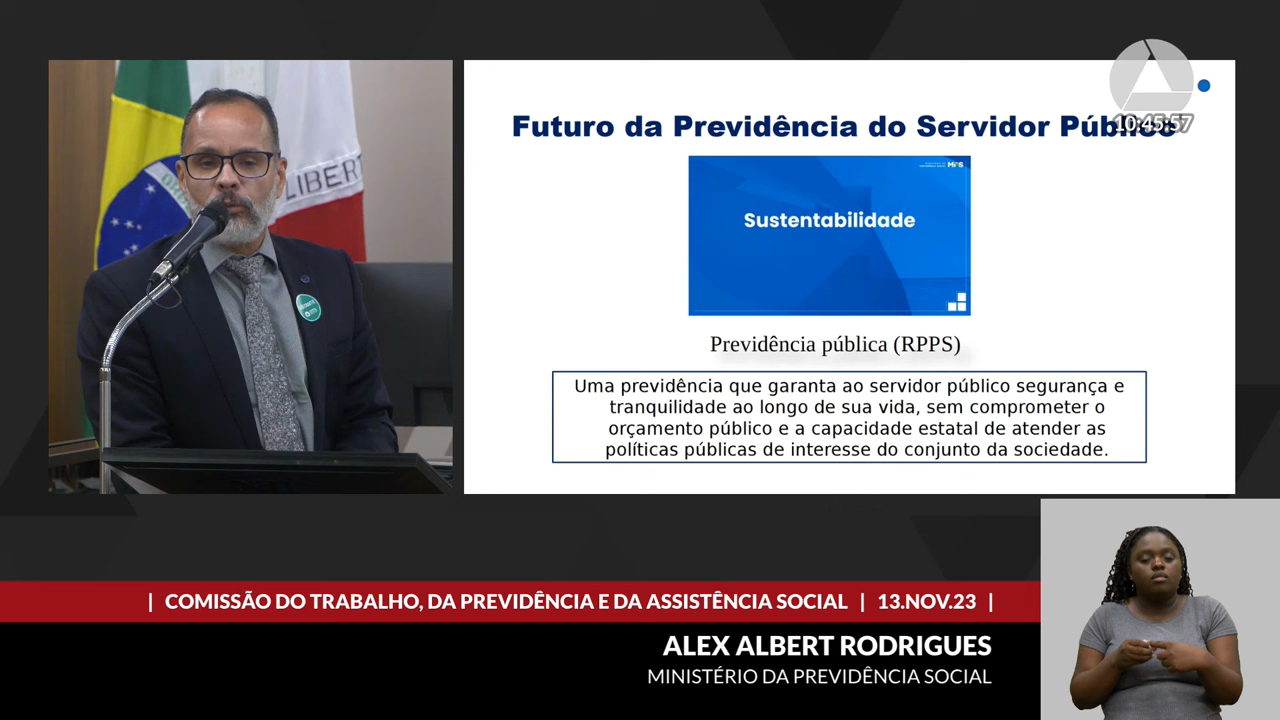 LIBERT
Futuro da Previdência do Servidor Público
10:45:57
Sustentabilidade
Previdência pública (RPPS)
Uma previdência que garanta ao servidor público segurança e
tranquilidade ao longo de sua vida, sem comprometer o
orçamento público e a capacidade estatal de atender as
políticas públicas de interesse do conjunto da sociedade.
| COMISSÃO DO TRABALHO, DA PREVIDÊNCIA E DA ASSISTÊNCIA SOCIAL | 13.NOV.23 |
ALEX ALBERT RODRIGUES
MINISTÉRIO DA PREVIDÊNCIA SOCIAL